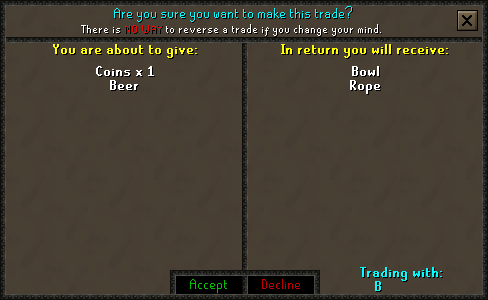 Are you sure you want to make this trade?
There is NO WAY to reverse a trade if you change your mind.
You are about to give:
Coins x 1
Beer
In return you will receive:
Bowl
Rope
Accept
Decline
Trading with:
B